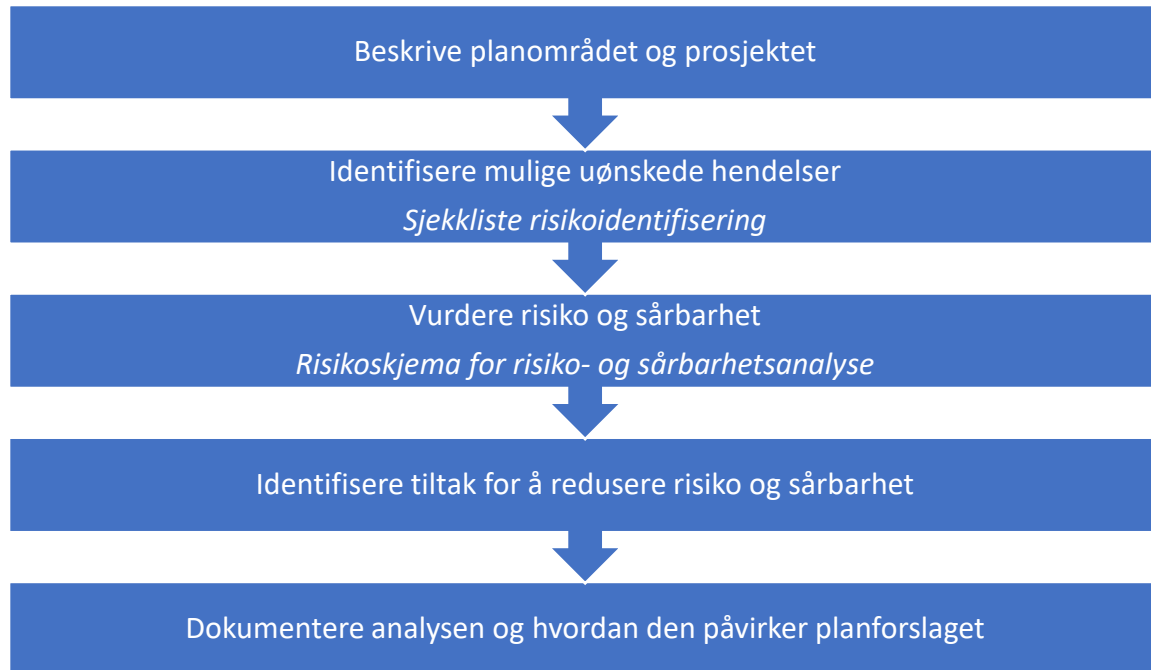 Beskrive planområdet og prosjektet
Identifisere mulige uønskede hendelser
Sjekkliste risikoidentifisering
Vurdere risiko og sårbarhet
Risikoskjema for risiko- og sårbarhetsanalyse
Identifisere tiltak for å redusere risiko og sårbarhet
Dokumentere analysen og hvordan den påvirker planforslaget